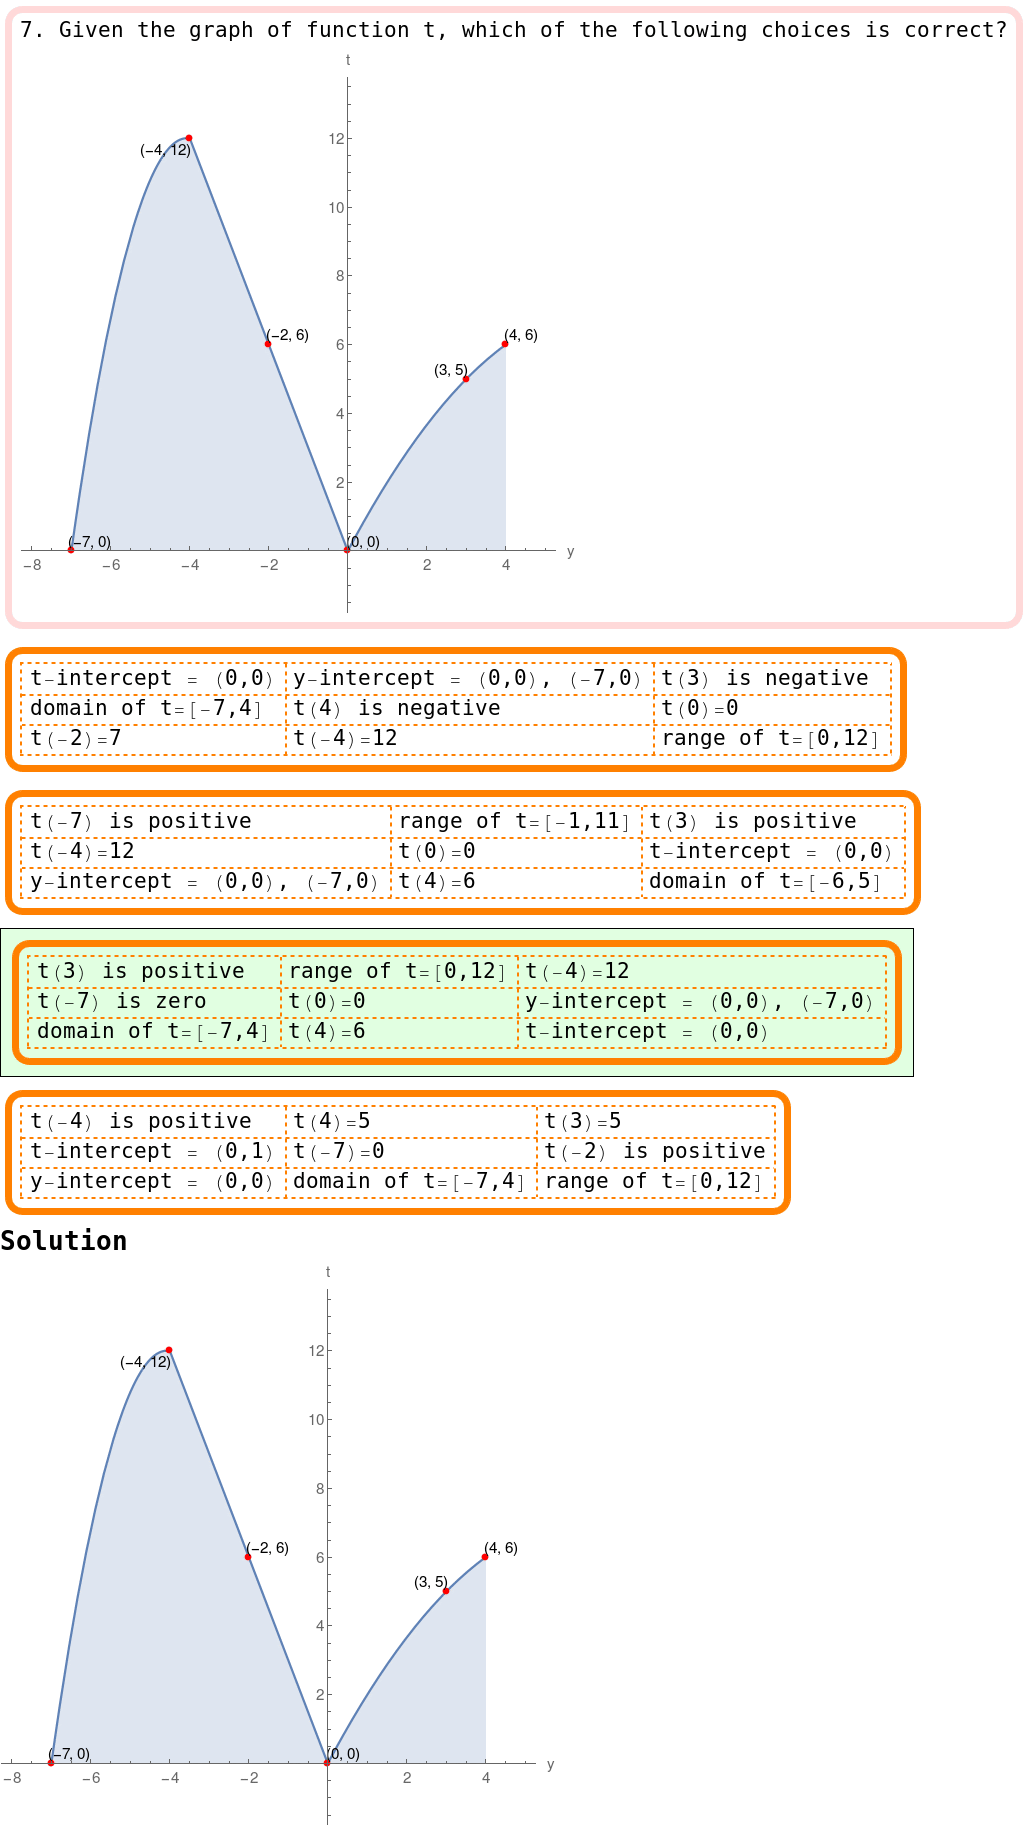 7. Given the graph of function t, which of the following choices is correct?
t
12
(−4, 12)
10
8
(−2, 6)
6
(4, 6)
(3, 5)
4
2
(−7, 0)
(0, 0)
y
−8
−6
−4
−2
2
4
t-intercept = (0,0) y-intercept = (0,0), (-7,0) t(3) is negative
domain of t=[-7,4] t(4) is negative t(0)=0
t(-2)=7 t(-4)=12 range of t=[0,12]
t(-7) is positive range of t=[-1,11] t(3) is positive
t(-4)=12 t(0)=0 t-intercept = (0,0)
y-intercept = (0,0), (-7,0) t(4)=6 domain of t=[-6,5]
t(3) is positive range of t=[0,12] t(-4)=12
t(-7) is zero t(0)=0 y-intercept = (0,0), (-7,0)
domain of t=[-7,4] t(4)=6 t-intercept = (0,0)
t(-4) is positive t(4)=5 t(3)=5
t-intercept = (0,1) t(-7)=0 t(-2) is positive
y-intercept = (0,0) domain of t=[-7,4] range of t=[0,12]
Solution
t
12
(−4, 12)
10
8
(−2, 6)
6
(4, 6)
(3, 5)
4
2
(−7, 0)
(0, 0)
y
−8
−6
−4
−2
2
4